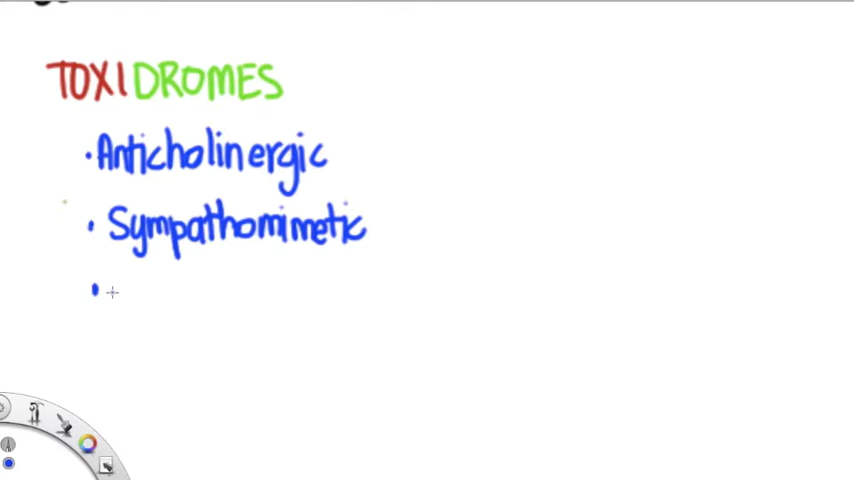 TOXIDROMES
• Anticholinergic
• Sympathomimetic
•